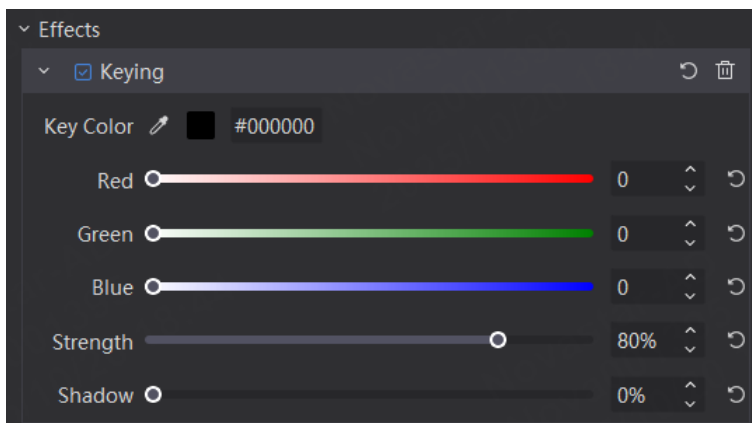 Effects
Keying
Key Color #000000
Red 0
Green 0
Blue 0
Strength 80%
Shadow 0%